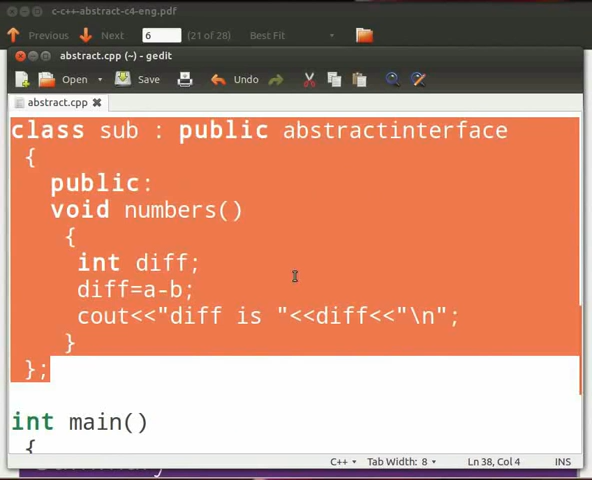 c-c++-abstract-c4-eng.pdf
Previous Next 6 (21 of 28) Best Fit
abstract.cpp (~) - gedit
Open Save Undo
abstract.cpp
class sub : public abstractinterface
{
public:
void numbers()
{
int diff;
diff=a-b;
cout<<"diff is "<<diff<<"\n";
}
};
int main()
{
C++ Tab Width: 8 Ln 38, Col 4 INS